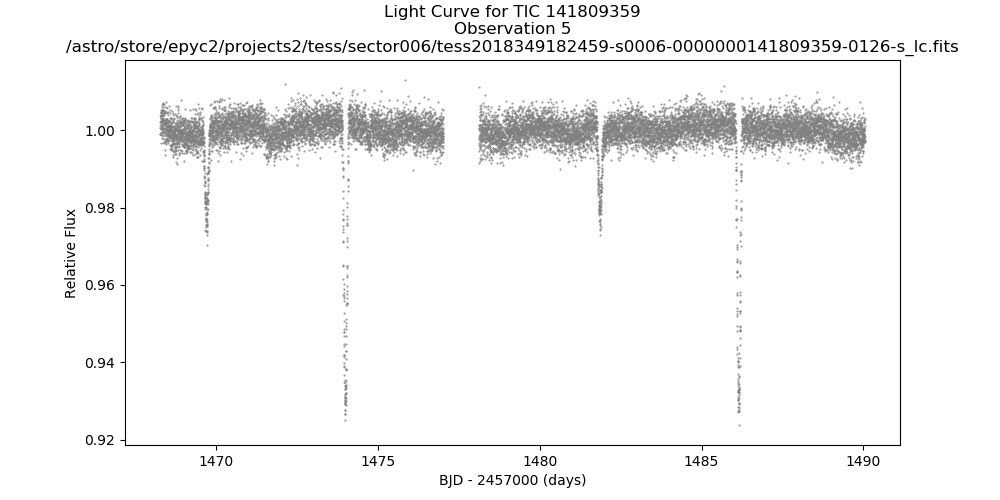 Light Curve for TIC 141809359
Observation 5
/astro/store/epyc2/projects2/tess/sector006/tess2018349182459-s0006-0000000141809359-0126-s_lc.fits
1.00
0.98
0.96
0.94
0.92
Relative Flux
1470
1475
1480
1485
1490
BJD - 2457000 (days)